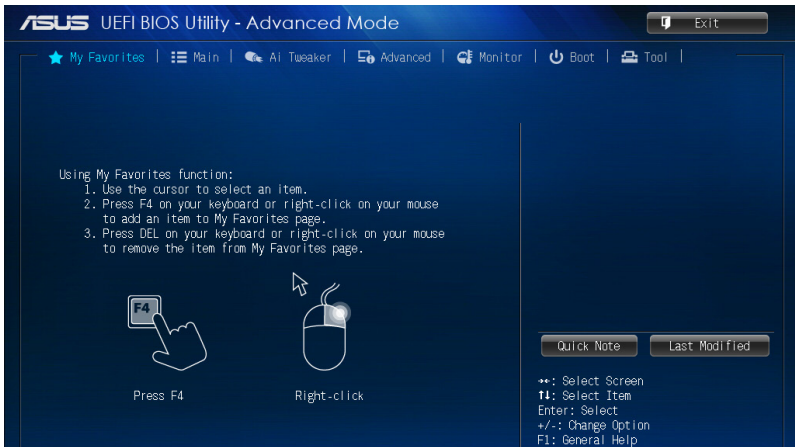 ASUS UEFI BIOS Utility - Advanced Mode
Exit
My Favorites | Main | Ai Tweaker | Advanced | Monitor | Boot | Tool |
Using My Favorites function:
1. Use the cursor to select an item.
2. Press F4 on your keyboard or right-click on your mouse
to add an item to My Favorites page.
3. Press DEL on your keyboard or right-click on your mouse
to remove the item from My Favorites page.
F4
Press F4
Right-click
Quick Note
Last Modified
→←: Select Screen
↑↓: Select Item
Enter: Select
+/-: Change Option
F1: General Help